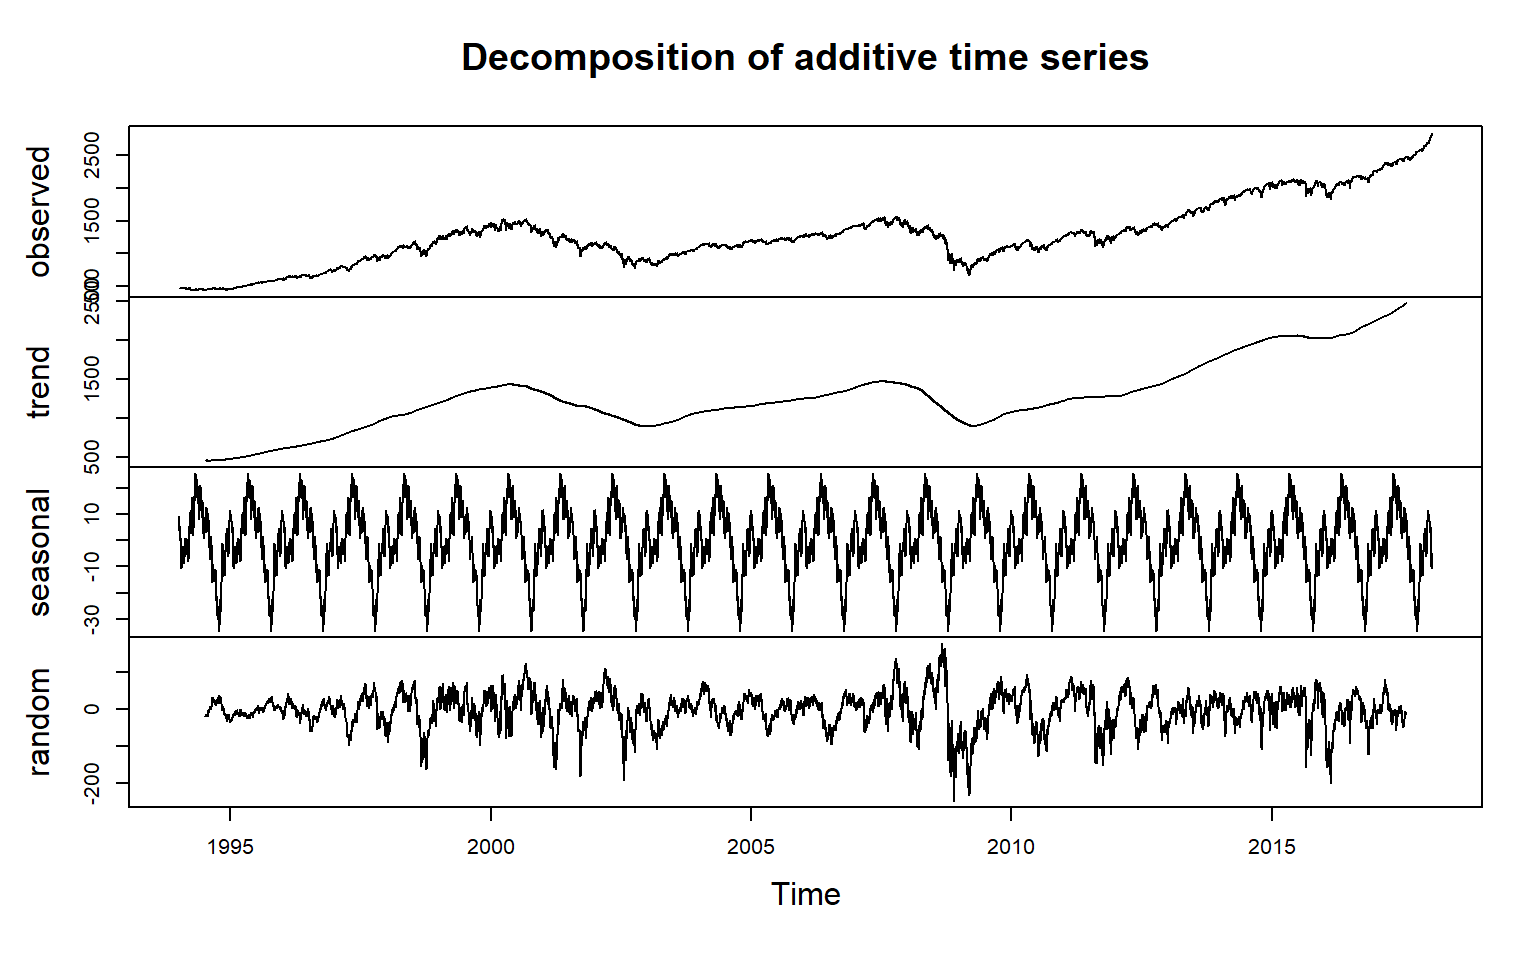 Decomposition of additive time series
observed
500 1500 2500
trend
500 1500 2500
seasonal
-30 -10 10
random
-200 0
1995 2000 2005 2010 2015
Time